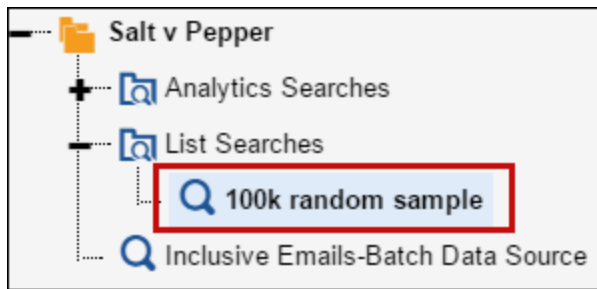 Salt v Pepper
Analytics Searches
List Searches
100k random sample
Inclusive Emails-Batch Data Source